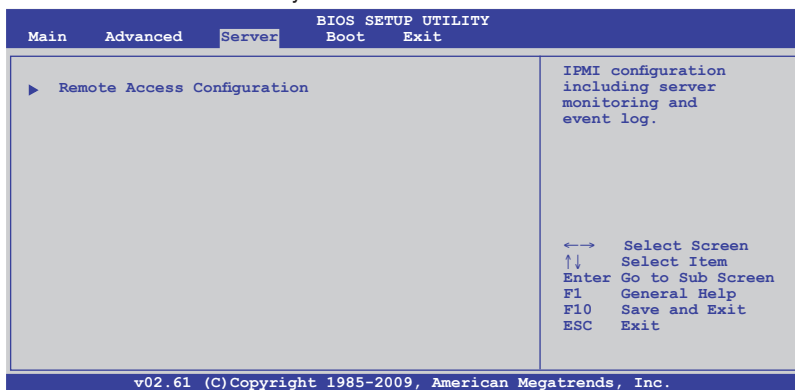 BIOS SETUP UTILITY
Main Advanced Server Boot Exit
▶ Remote Access Configuration
IPMI configuration
including server
monitoring and
event log.
←→ Select Screen
↑↓ Select Item
Enter Go to Sub Screen
F1 General Help
F10 Save and Exit
ESC Exit
v02.61 (C)Copyright 1985-2009, American Megatrends, Inc.